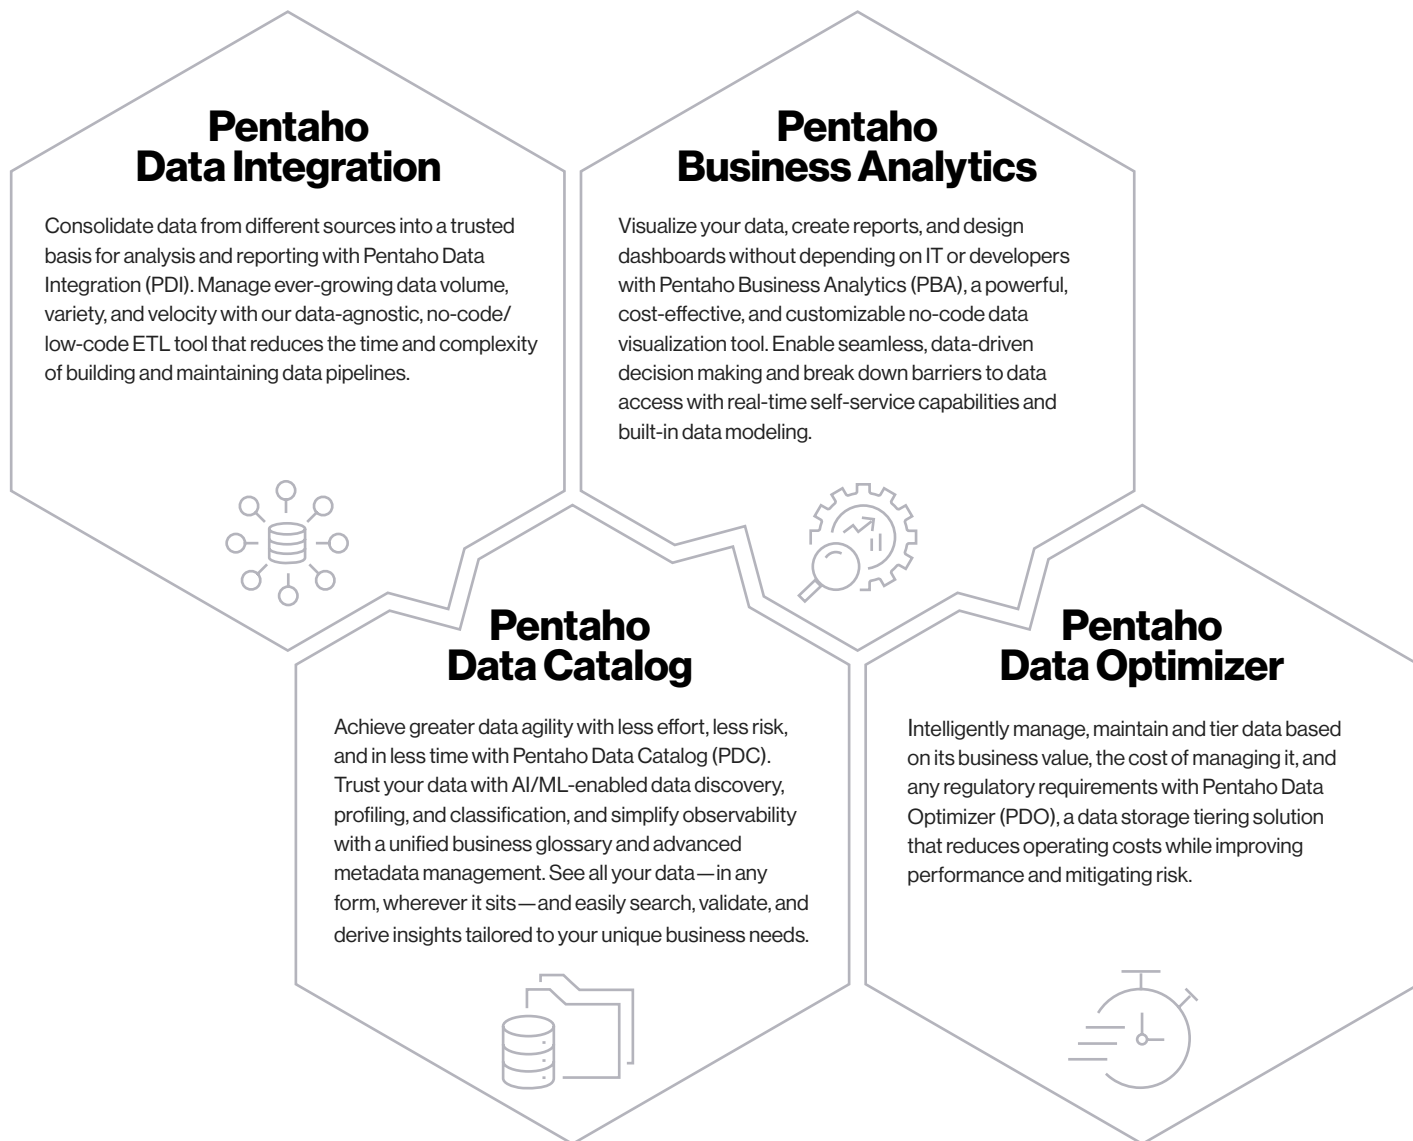 Pentaho
Data Integration
Consolidate data from different sources into a trusted
basis for analysis and reporting with Pentaho Data
Integration (PDI). Manage ever-growing data volume,
variety, and velocity with our data-agnostic, no-code/
low-code ETL tool that reduces the time and complexity
of building and maintaining data pipelines.
Pentaho
Business Analytics
Visualize your data, create reports, and design
dashboards without depending on IT or developers
with Pentaho Business Analytics (PBA), a powerful,
cost-effective, and customizable no-code data
visualization tool. Enable seamless, data-driven
decision making and break down barriers to data
access with real-time self-service capabilities and
built-in data modeling.
Pentaho
Data Catalog
Achieve greater data agility with less effort, less risk,
and in less time with Pentaho Data Catalog (PDC).
Trust your data with AI/ML-enabled data discovery,
profiling, and classification, and simplify observability
with a unified business glossary and advanced
metadata management. See all your data—in any
form, wherever it sits—and easily search, validate, and
derive insights tailored to your unique business needs.
Pentaho
Data Optimizer
Intelligently manage, maintain and tier data based
on its business value, the cost of managing it, and
any regulatory requirements with Pentaho Data
Optimizer (PDO), a data storage tiering solution
that reduces operating costs while improving
performance and mitigating risk.